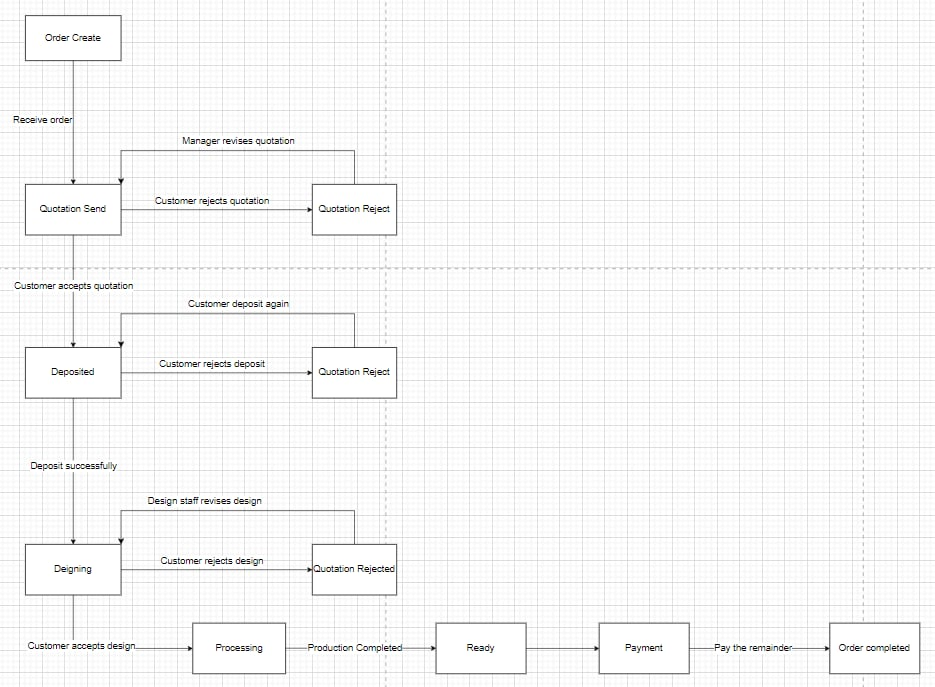 Order Create
Receive order
Manager revises quotation
Quotation Send
Customer rejects quotation
Quotation Reject
Customer accepts quotation
Customer deposit again
Deposited
Customer rejects deposit
Quotation Reject
Deposit successfully
Design staff revises design
Deigning
Customer rejects design
Quotation Rejected
Customer accepts design
Processing
Production Completed
Ready
Payment
Pay the remainder
Order completed